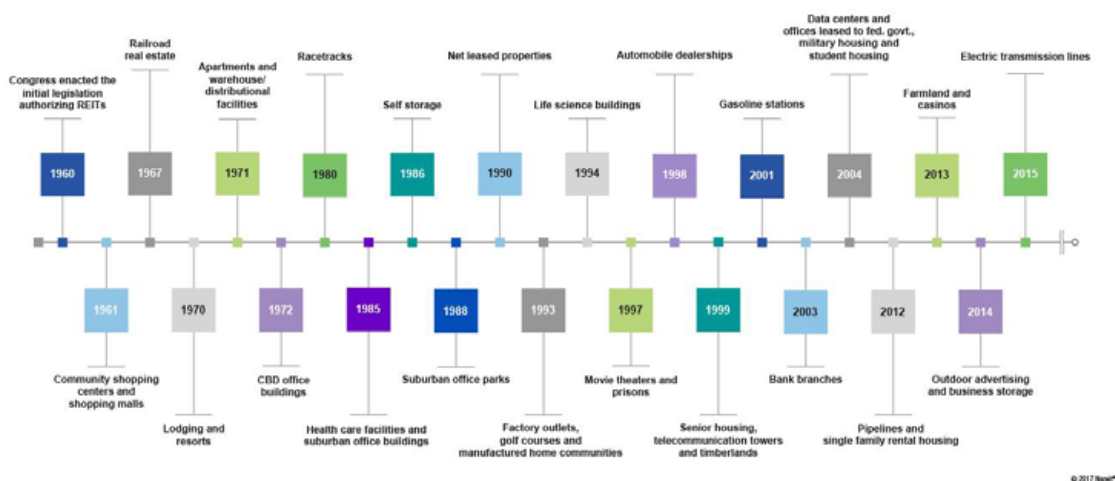 Congress enacted the
initial legislation
authorizing REITs
1960
Community shopping
centers and
shopping malls
1961
Railroad
real estate
1967
Lodging and
resorts
1970
Apartments and
warehouse/
distributional
facilities
1971
CBD office
buildings
1972
Racetracks
1980
Health care facilities and
suburban office buildings
1985
Self storage
1986
Suburban office parks
1988
Net leased properties
1990
Factory outlets,
golf courses and
manufactured home communities
1993
Life science buildings
1994
Movie theaters and
prisons
1997
Automobile dealerships
1998
Senior housing,
telecommunication towers
and timberlands
1999
Gasoline stations
2001
Bank branches
2003
Data centers and
offices leased to fed. govt.,
military housing and
student housing
2004
Pipelines and
single family rental housing
2012
Farmland and
casinos
2013
Outdoor advertising
and business storage
2014
Electric transmission lines
2015
© 2017 Nareit®